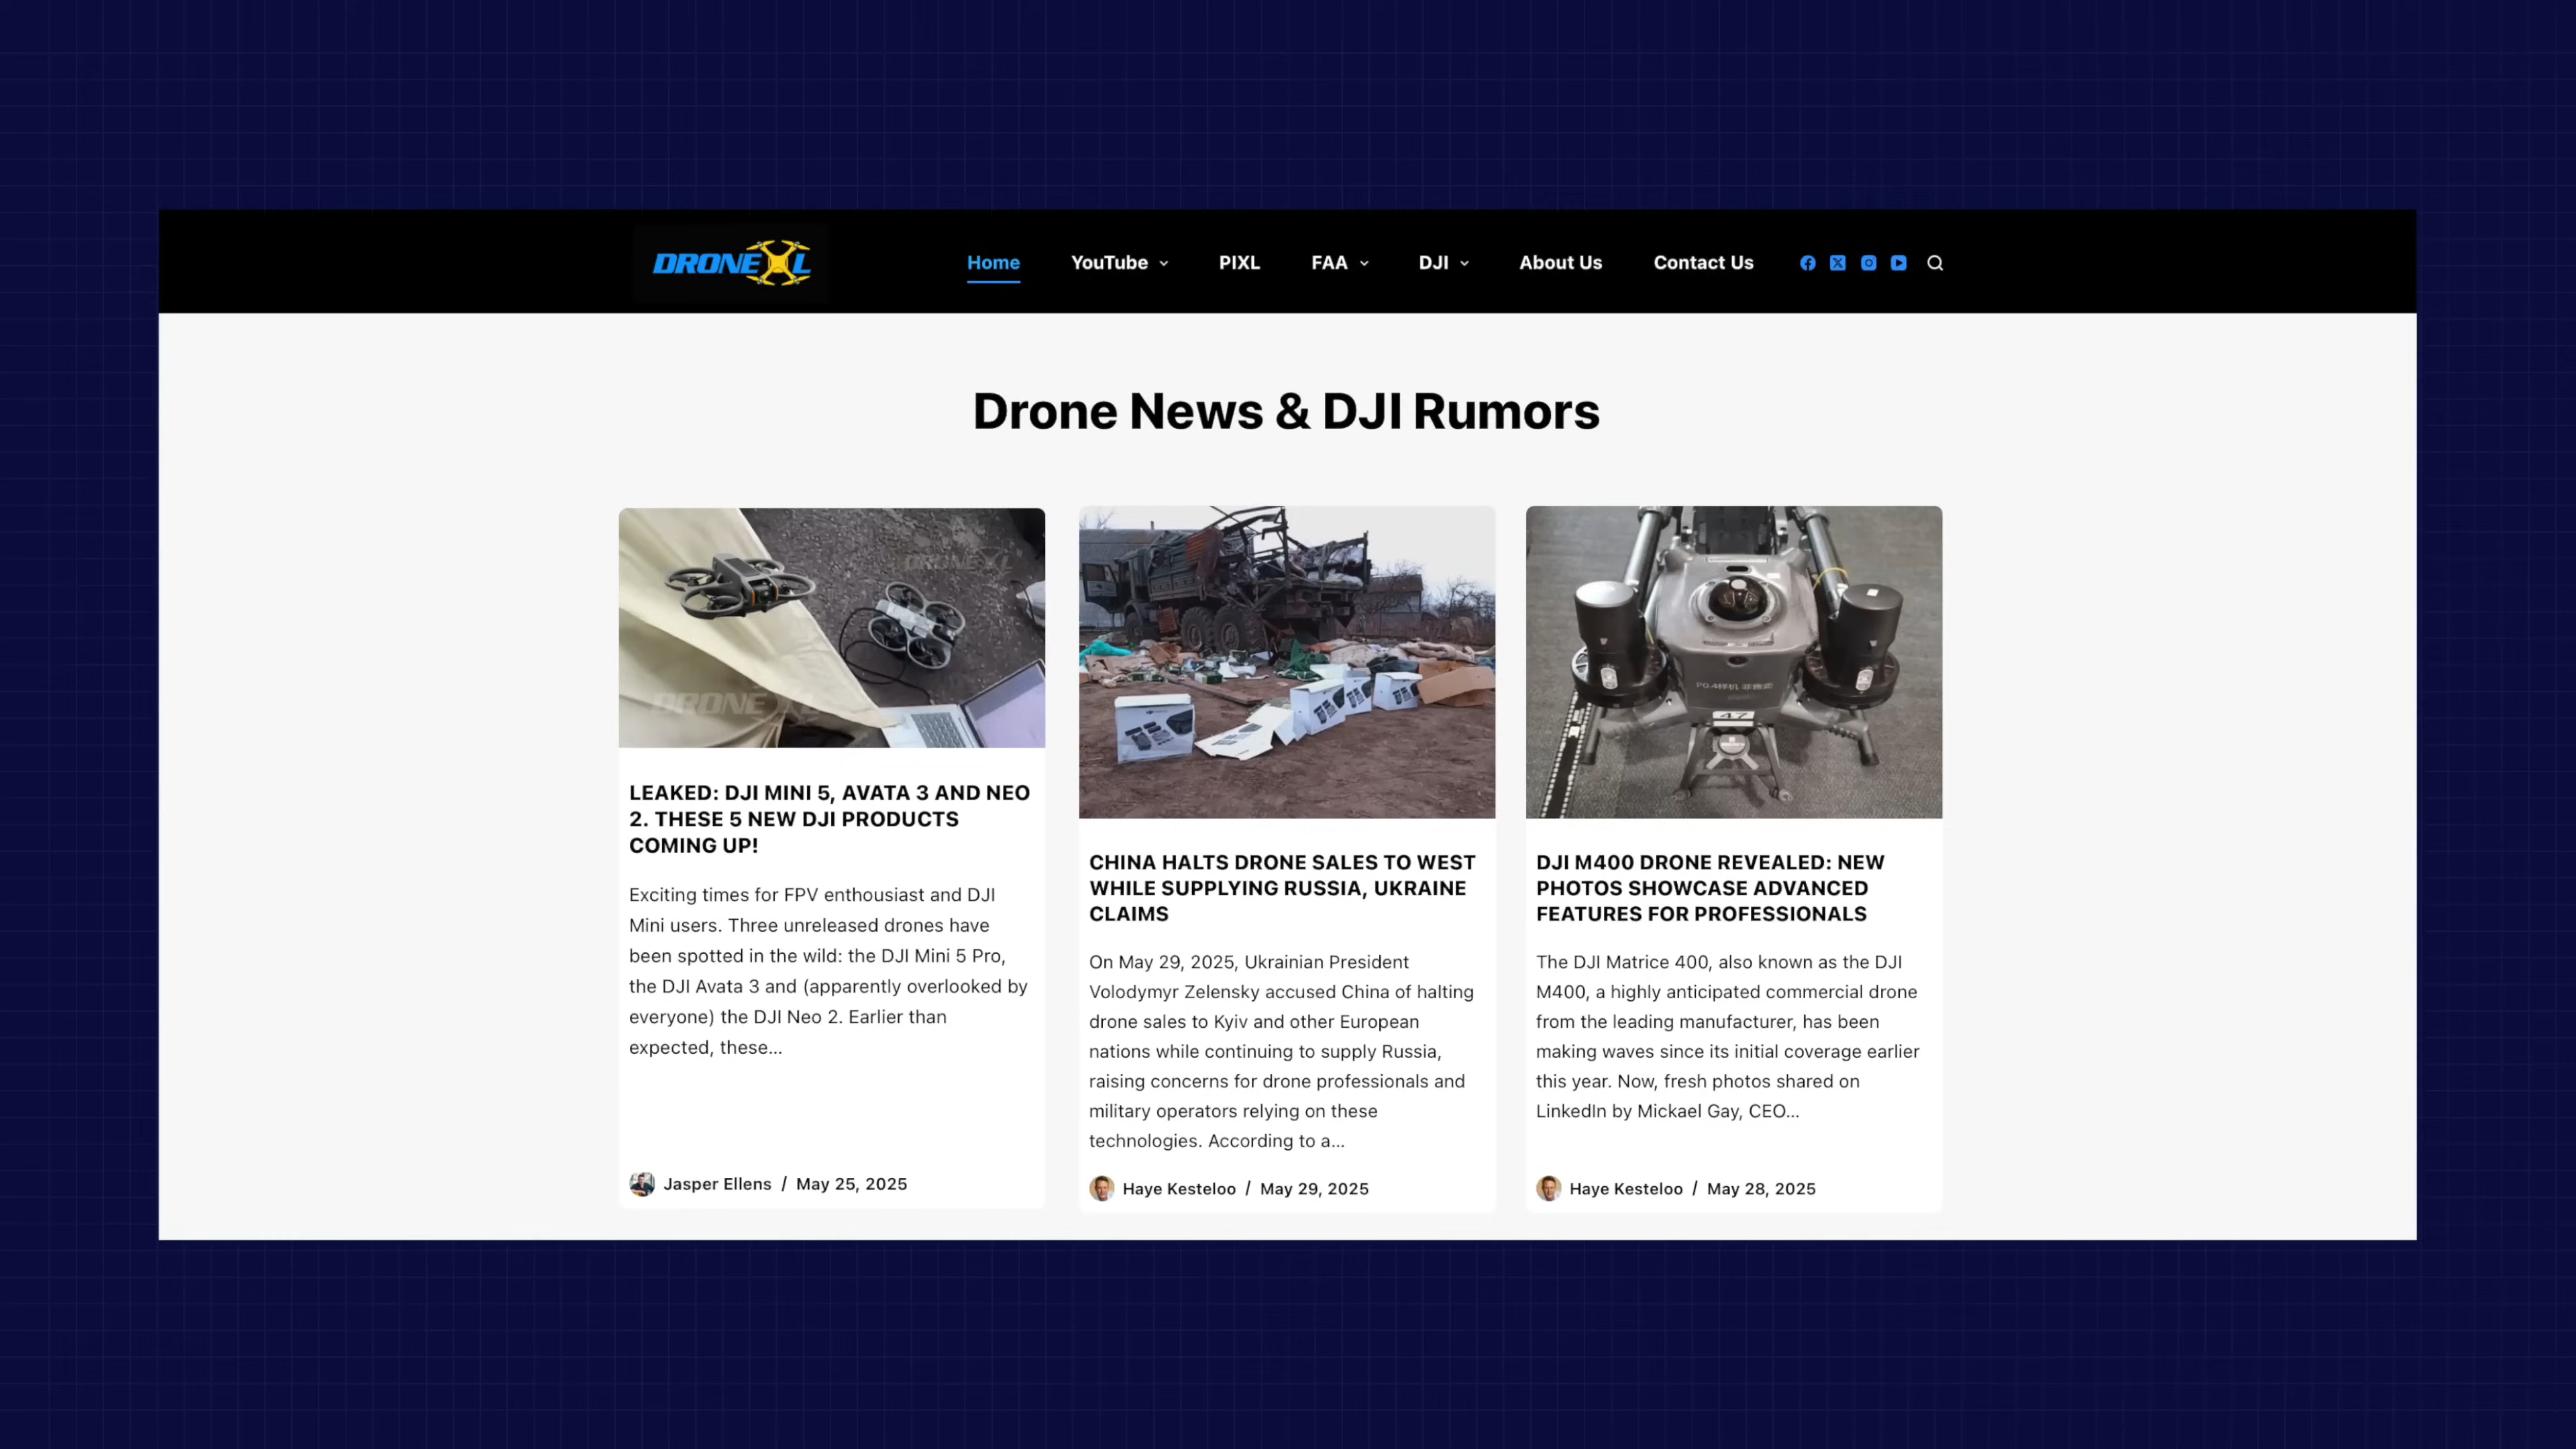 DRONEXL
Home YouTube PIXL FAA DJI About Us Contact Us
Drone News & DJI Rumors
DRONEXL
DRONEXL
LEAKED: DJI MINI 5, AVATA 3 AND NEO
2. THESE 5 NEW DJI PRODUCTS
COMING UP!
Exciting times for FPV enthusiast and DJI
Mini users. Three unreleased drones have
been spotted in the wild: the DJI Mini 5 Pro,
the DJI Avata 3 and (apparently overlooked by
everyone) the DJI Neo 2. Earlier than
expected, these...
Jasper Ellens / May 25, 2025
CHINA HALTS DRONE SALES TO WEST
WHILE SUPPLYING RUSSIA, UKRAINE
CLAIMS
On May 29, 2025, Ukrainian President
Volodymyr Zelensky accused China of halting
drone sales to Kyiv and other European
nations while continuing to supply Russia,
raising concerns for drone professionals and
military operators relying on these
technologies. According to a...
Haye Kesteloo / May 29, 2025
47
DJI M400 DRONE REVEALED: NEW
PHOTOS SHOWCASE ADVANCED
FEATURES FOR PROFESSIONALS
The DJI Matrice 400, also known as the DJI
M400, a highly anticipated commercial drone
from the leading manufacturer, has been
making waves since its initial coverage earlier
this year. Now, fresh photos shared on
LinkedIn by Mickael Gay, CEO...
Haye Kesteloo / May 28, 2025